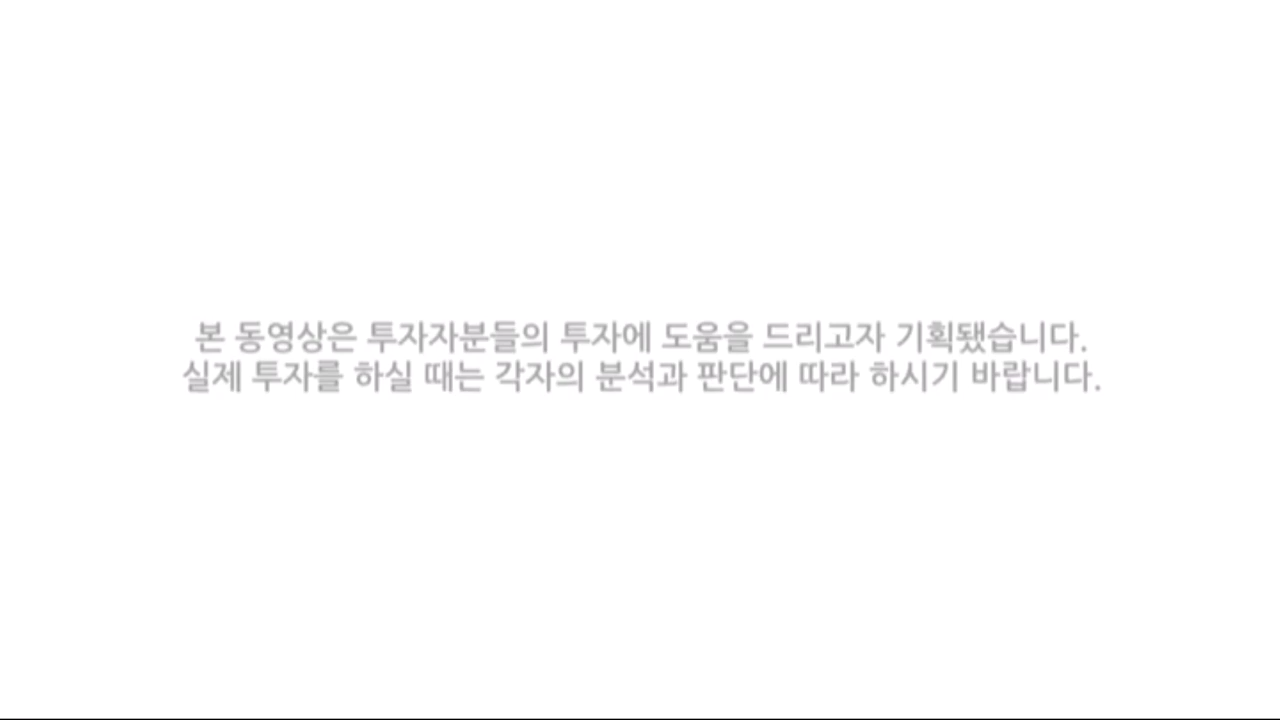 본 동영상은 투자자분들의 투자에 도움을 드리고자 기획됐습니다.
실제 투자를 하실 때는 각자의 분석과 판단에 따라 하시기 바랍니다.